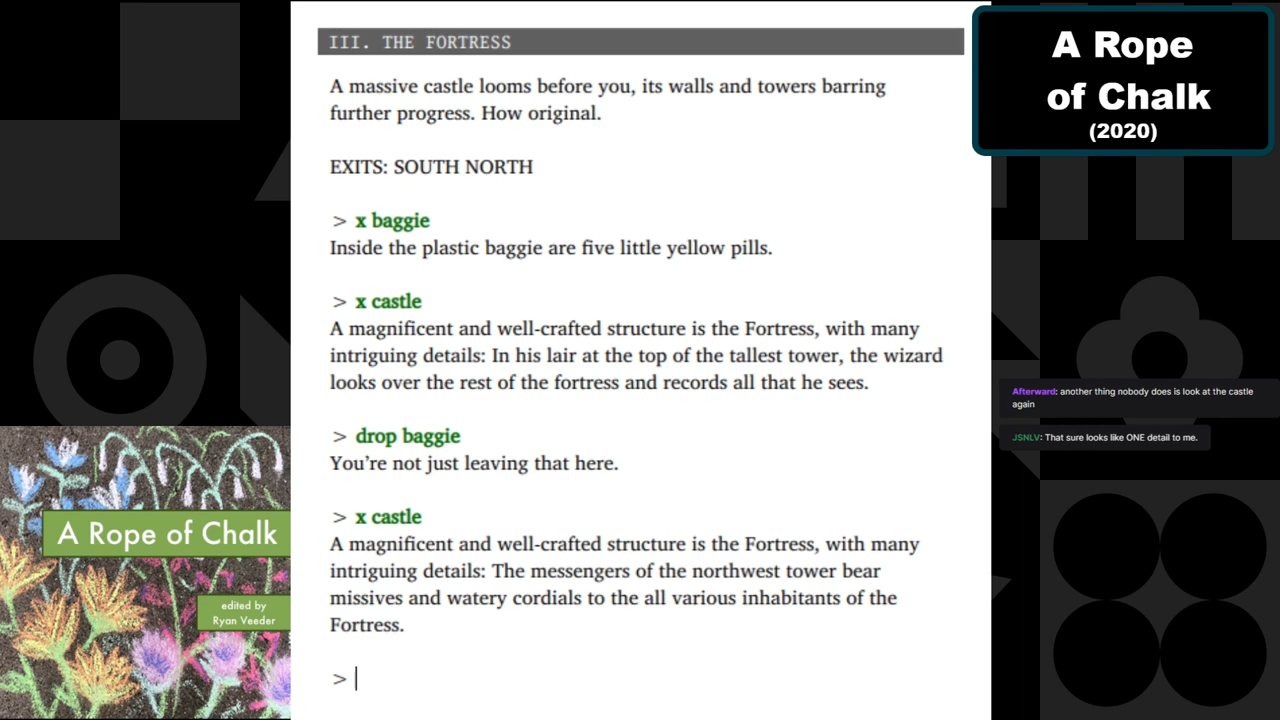 III. THE FORTRESS
A massive castle looms before you, its walls and towers barring
further progress. How original.
EXITS: SOUTH NORTH
> x baggie
Inside the plastic baggie are five little yellow pills.
> x castle
A magnificent and well-crafted structure is the Fortress, with many
intriguing details: In his lair at the top of the tallest tower, the wizard
looks over the rest of the fortress and records all that he sees.
> drop baggie
You’re not just leaving that here.
> x castle
A magnificent and well-crafted structure is the Fortress, with many
intriguing details: The messengers of the northwest tower bear
missives and watery cordials to the all various inhabitants of the
Fortress.
>
A Rope
of Chalk
(2020)
Afterward: another thing nobody does is look at the castle
again
JSNLV: That sure looks like ONE detail to me.
A Rope of Chalk
edited by
Ryan Veeder